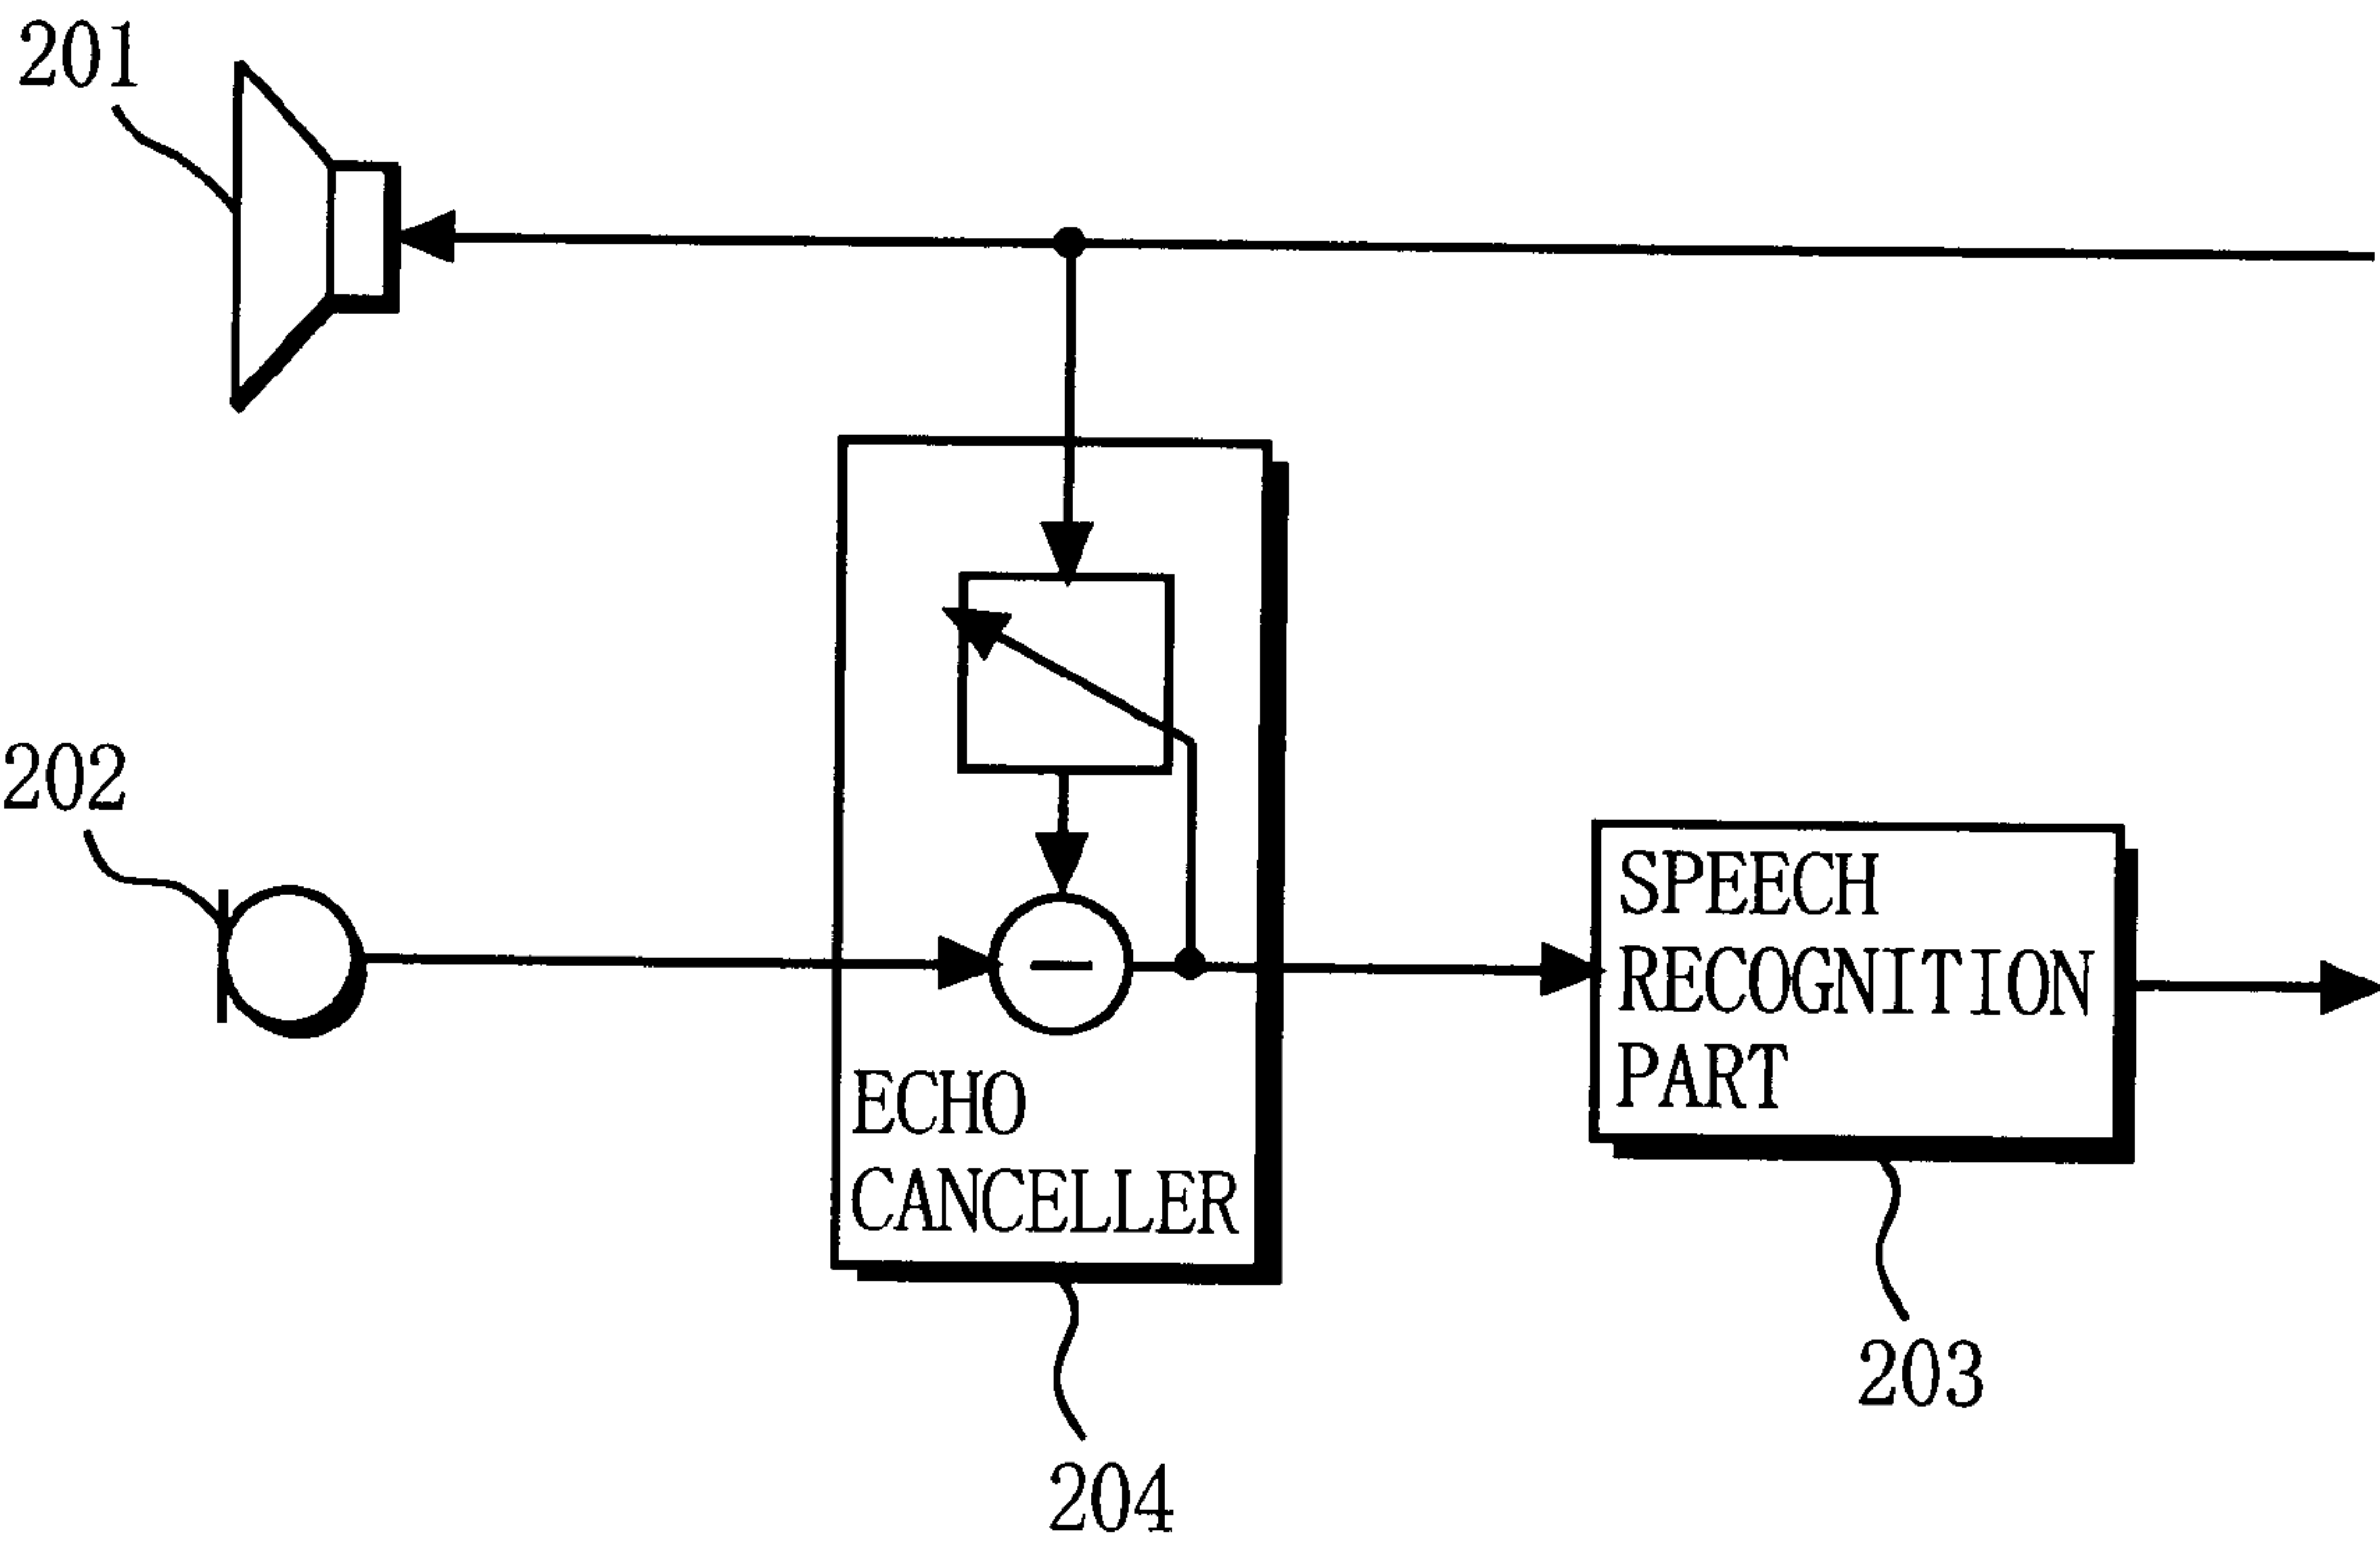 201
202
SPEECH
RECOGNITION
PART
ECHO
CANCELLER
203
204